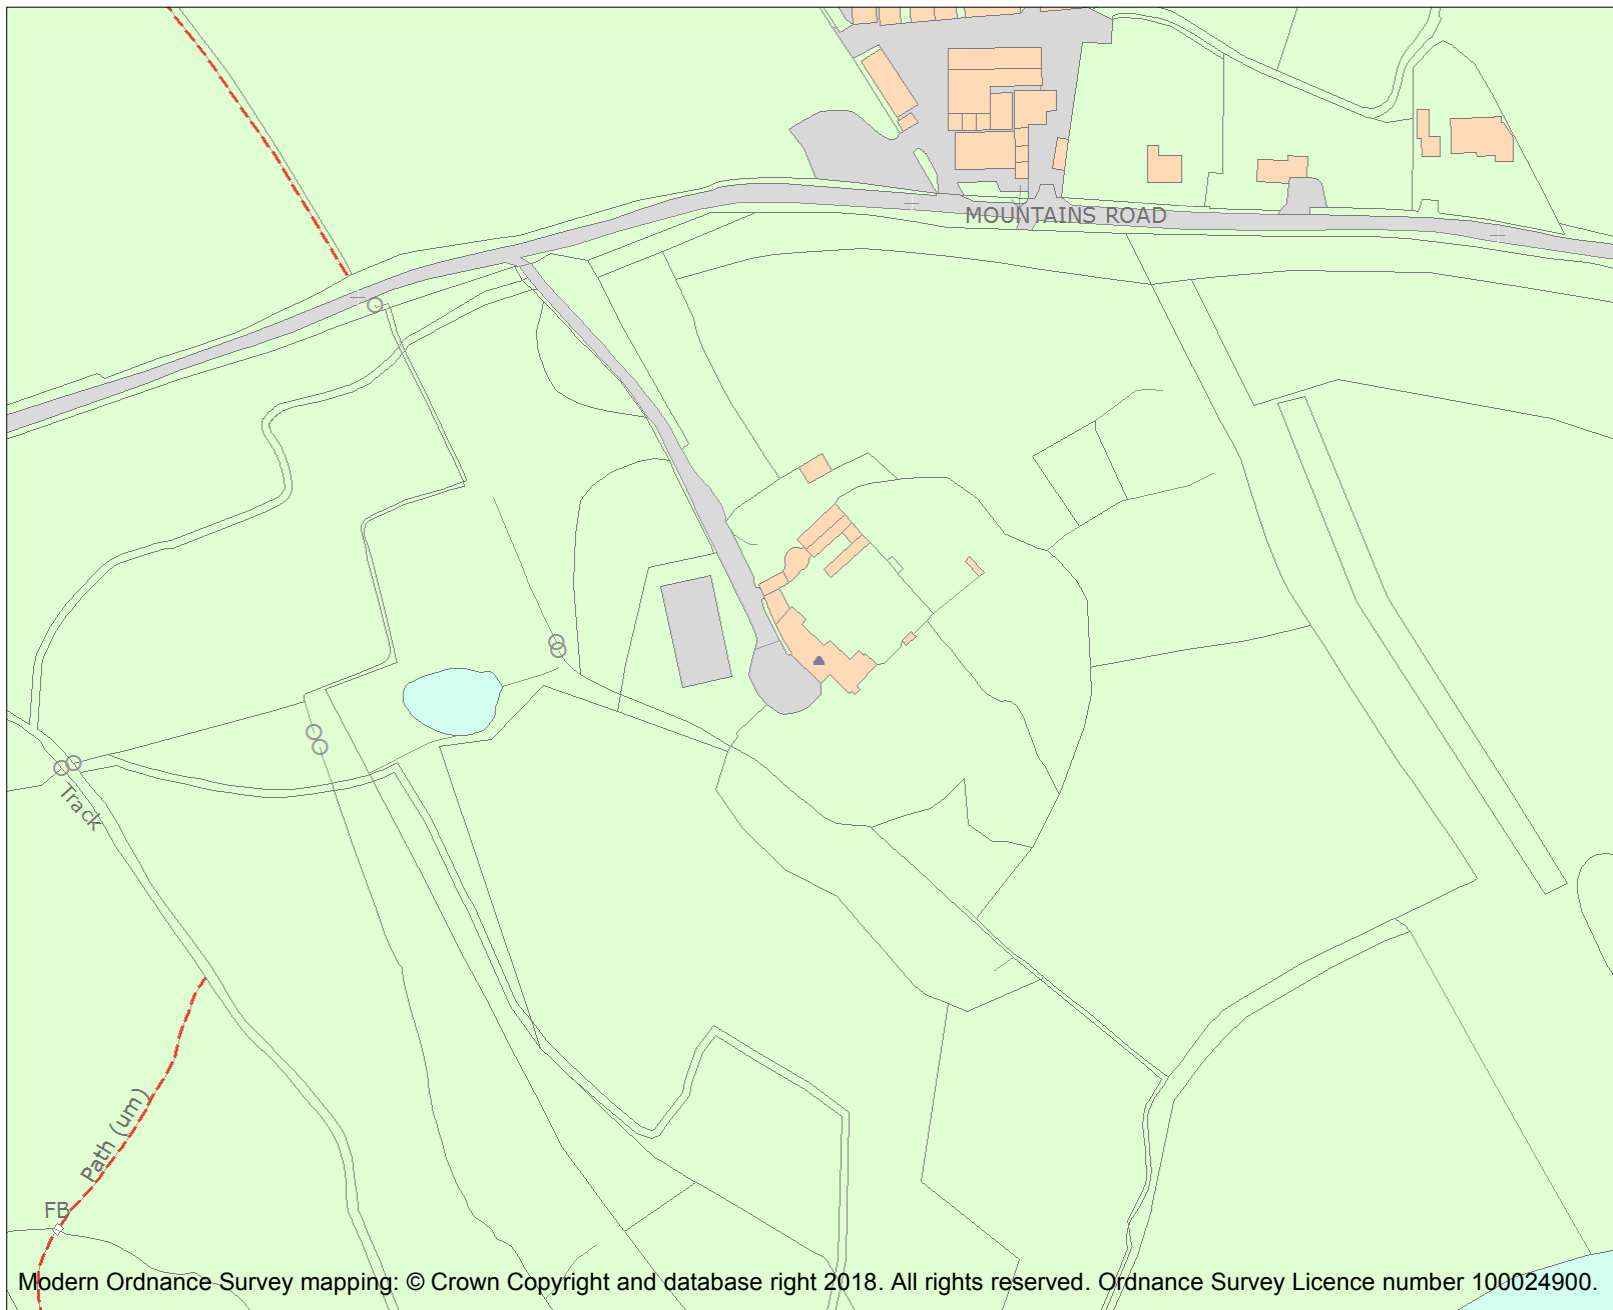 MOUNTAINS ROAD
Track
Path (um)
FB
Modern Ordnance Survey mapping: © Crown Copyright and database right 2018. All rights reserved. Ordnance Survey Licence number 100024900.